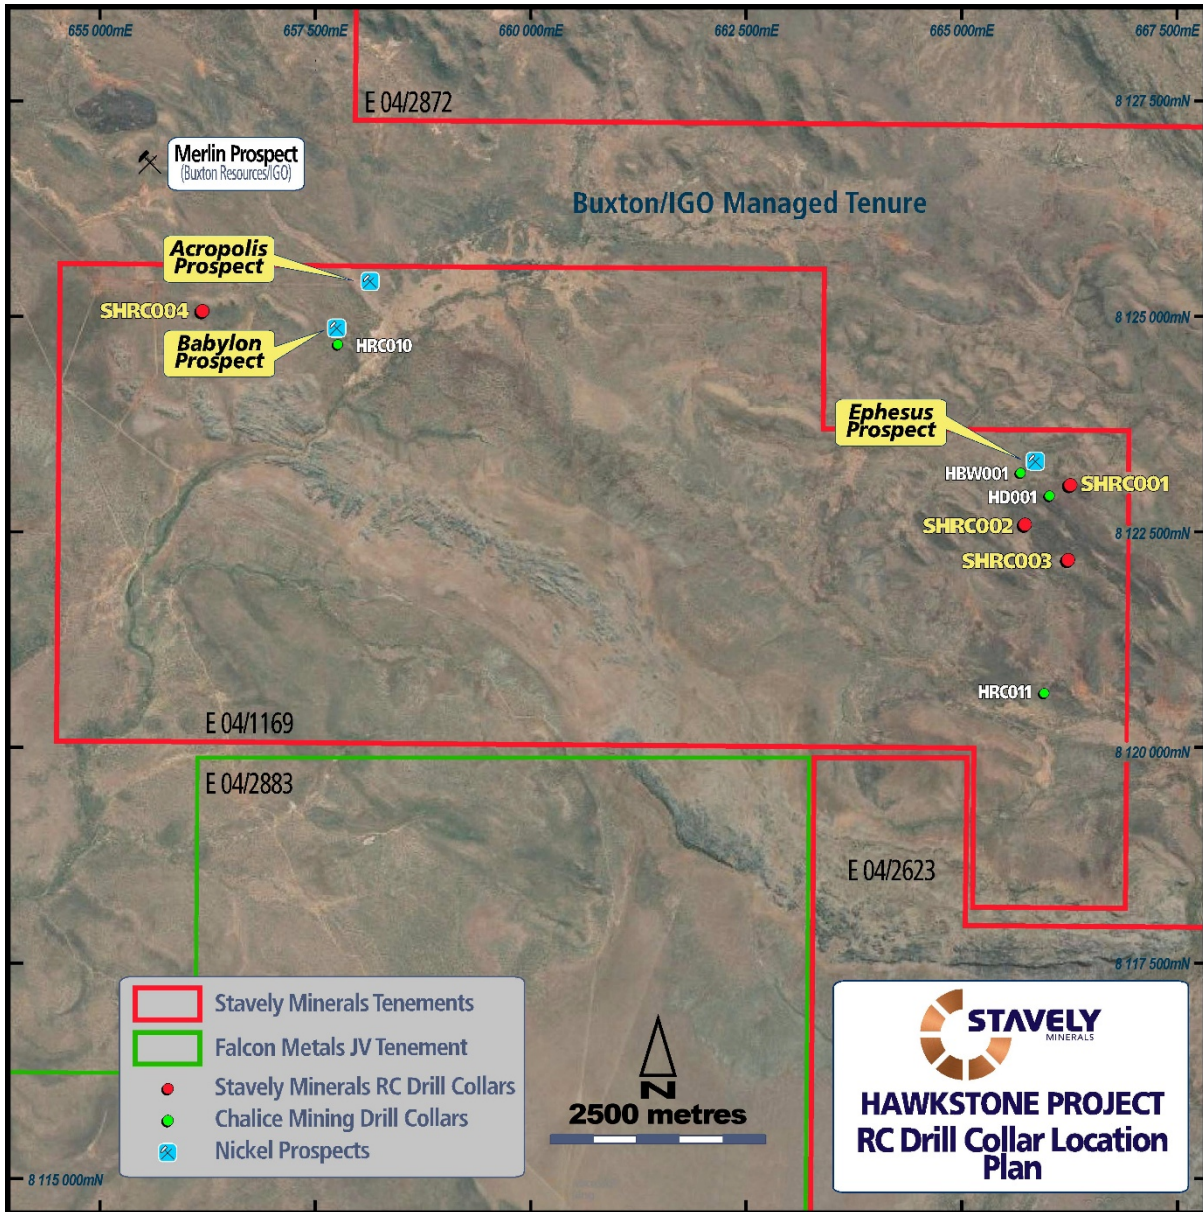 655 000mE
657 500mE
660 000mE
662 500mE
665 000mE
667 500mE
E 04/2872
8 127 500mN
Merlin Prospect
(Buxton Resources/IGO)
Buxton/IGO Managed Tenure
Acropolis
Prospect
SHRC004
8 125 000mN
Babylon
Prospect
HRC010
Ephesus
Prospect
HBW001
SHRC001
HD001
SHRC002
8 122 500mN
SHRC003
HRC011
E 04/1169
8 120 000mN
E 04/2883
E 04/2623
8 117 500mN
Stavely Minerals Tenements
Falcon Metals JV Tenement
Stavely Minerals RC Drill Collars
Chalice Mining Drill Collars
Nickel Prospects
N
2500 metres
STAVELY
MINERALS
HAWKSTONE PROJECT
RC Drill Collar Location
Plan
8 115 000mN